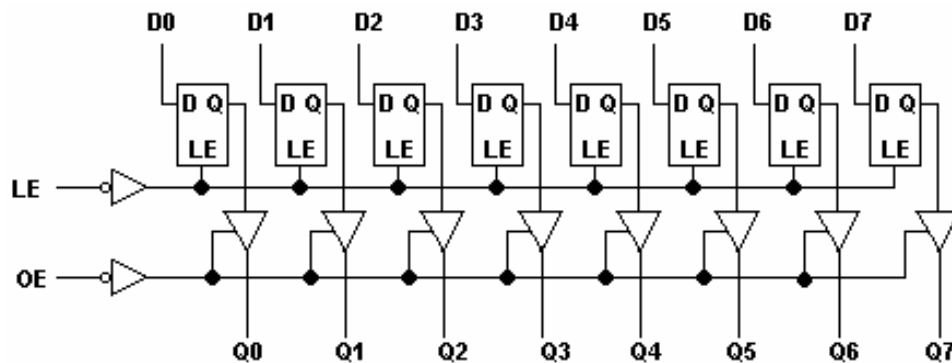 D0 D1 D2 D3 D4 D5 D6 D7
D Q D Q D Q D Q D Q D Q D Q D Q
LE LE LE LE LE LE LE LE
LE
OE
Q0 Q1 Q2 Q3 Q4 Q5 Q6 Q7